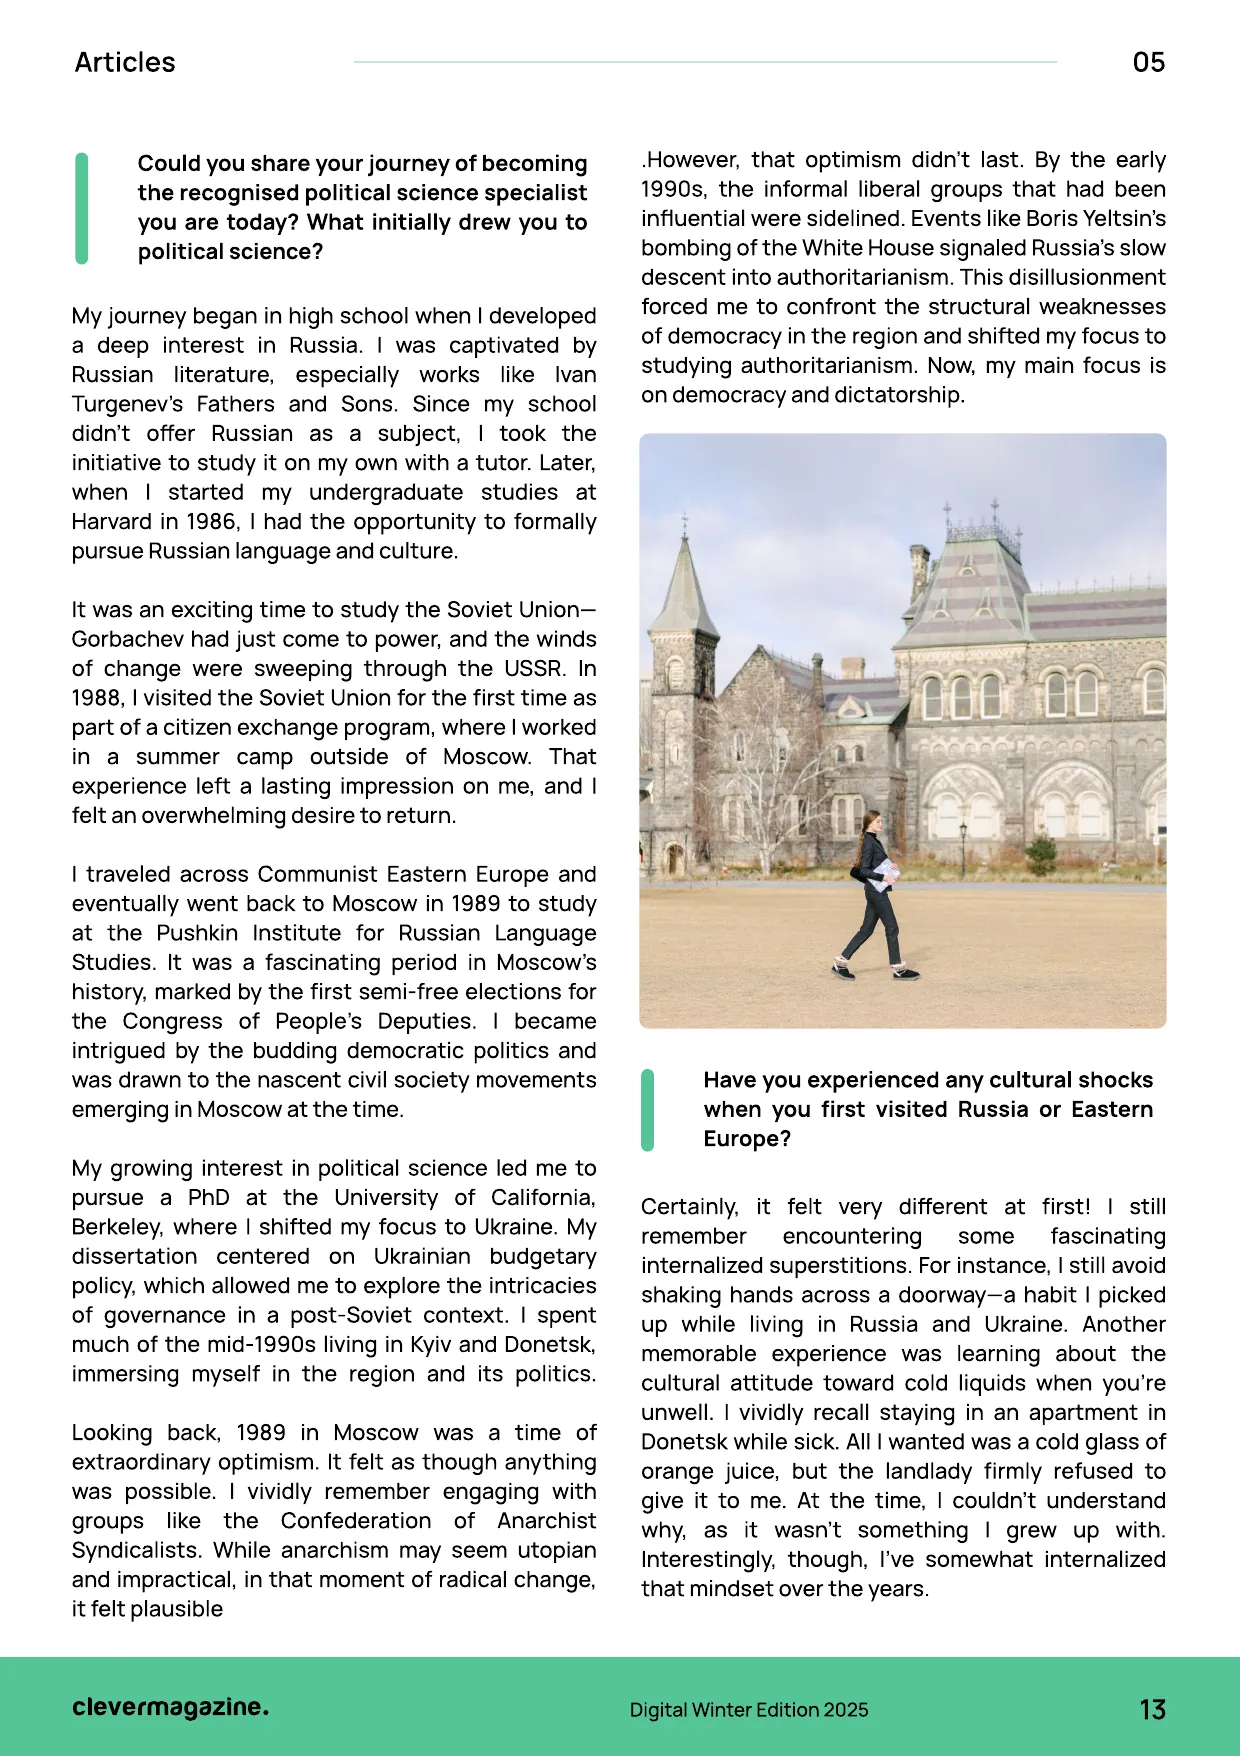 Articles
05
Could you share your journey of becoming
the recognised political science specialist
you are today? What initially drew you to
political science?
My journey began in high school when I developed
a deep interest in Russia. I was captivated by
Russian literature, especially works like Ivan
Turgenev's Fathers and Sons. Since my school
didn't offer Russian as a subject, I took the
initiative to study it on my own with a tutor. Later,
when I started my undergraduate studies at
Harvard in 1986, I had the opportunity to formally
pursue Russian language and culture.
It was an exciting time to study the Soviet Union—
Gorbachev had just come to power, and the winds
of change were sweeping through the USSR. In
1988, I visited the Soviet Union for the first time as
part of a citizen exchange program, where I worked
in a summer camp outside of Moscow. That
experience left a lasting impression on me, and I
felt an overwhelming desire to return.
I traveled across Communist Eastern Europe and
eventually went back to Moscow in 1989 to study
at the Pushkin Institute for Russian Language
Studies. It was a fascinating period in Moscow's
history, marked by the first semi-free elections for
the Congress of People's Deputies. I became
intrigued by the budding democratic politics and
was drawn to the nascent civil society movements
emerging in Moscow at the time.
My growing interest in political science led me to
pursue a PhD at the University of California,
Berkeley, where I shifted my focus to Ukraine. My
dissertation centered on Ukrainian budgetary
policy, which allowed me to explore the intricacies
of governance in a post-Soviet context. I spent
much of the mid-1990s living in Kyiv and Donetsk,
immersing myself in the region and its politics.
Looking back, 1989 in Moscow was a time of
extraordinary optimism. It felt as though anything
was possible. I vividly remember engaging with
groups like the Confederation of Anarchist
Syndicalists. While anarchism may seem utopian
and impractical, in that moment of radical change,
it felt plausible
.However, that optimism didn't last. By the early
1990s, the informal liberal groups that had been
influential were sidelined. Events like Boris Yeltsin's
bombing of the White House signaled Russia's slow
descent into authoritarianism. This disillusionment
forced me to confront the structural weaknesses
of democracy in the region and shifted my focus to
studying authoritarianism. Now, my main focus is
on democracy and dictatorship.
Have you experienced any cultural shocks
when you first visited Russia or Eastern
Europe?
Certainly, it felt very different at first! I still
remember encountering some fascinating
internalized superstitions. For instance, I still avoid
shaking hands across a doorway—a habit I picked
up while living in Russia and Ukraine. Another
memorable experience was learning about the
cultural attitude toward cold liquids when you're
unwell. I vividly recall staying in an apartment in
Donetsk while sick. All I wanted was a cold glass of
orange juice, but the landlady firmly refused to
give it to me. At the time, I couldn't understand
why, as it wasn't something I grew up with.
Interestingly, though, I've somewhat internalized
that mindset over the years.
clevermagazine.
Digital Winter Edition 2025
13